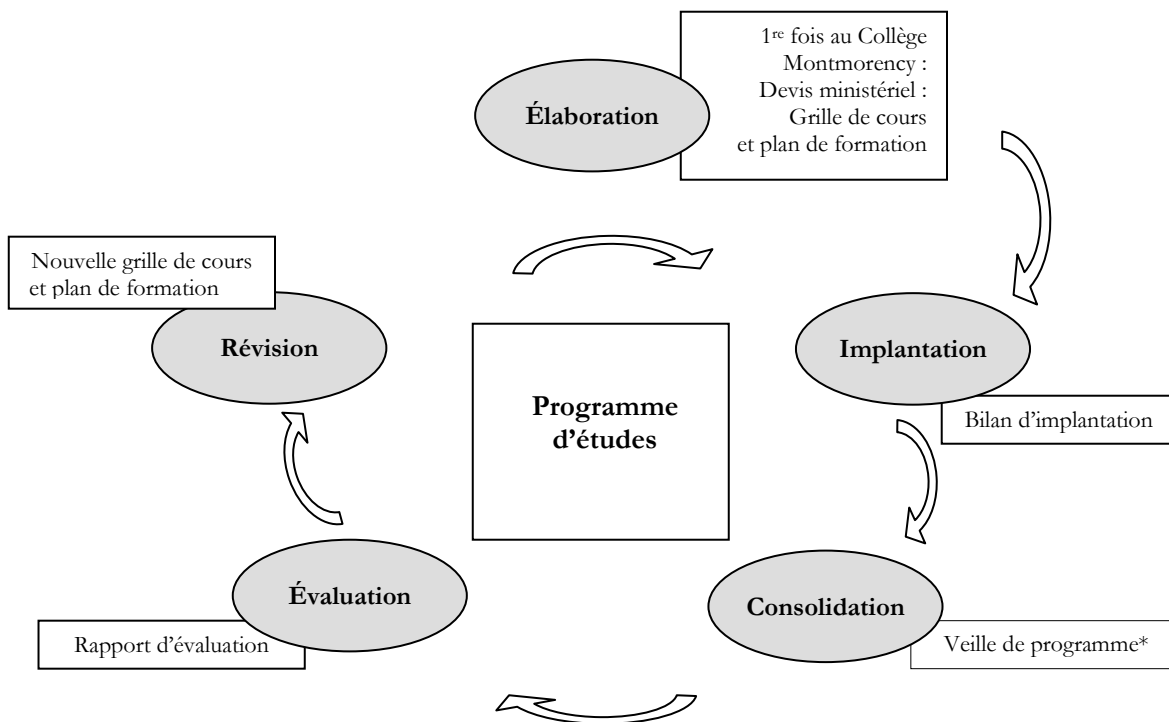 1re fois au Collège
Montmorency :
Devis ministériel :
Grille de cours
et plan de formation
Élaboration
Nouvelle grille de cours
et plan de formation
Révision
Implantation
Bilan d’implantation
Programme
d’études
Évaluation
Rapport d’évaluation
Consolidation
Veille de programme*